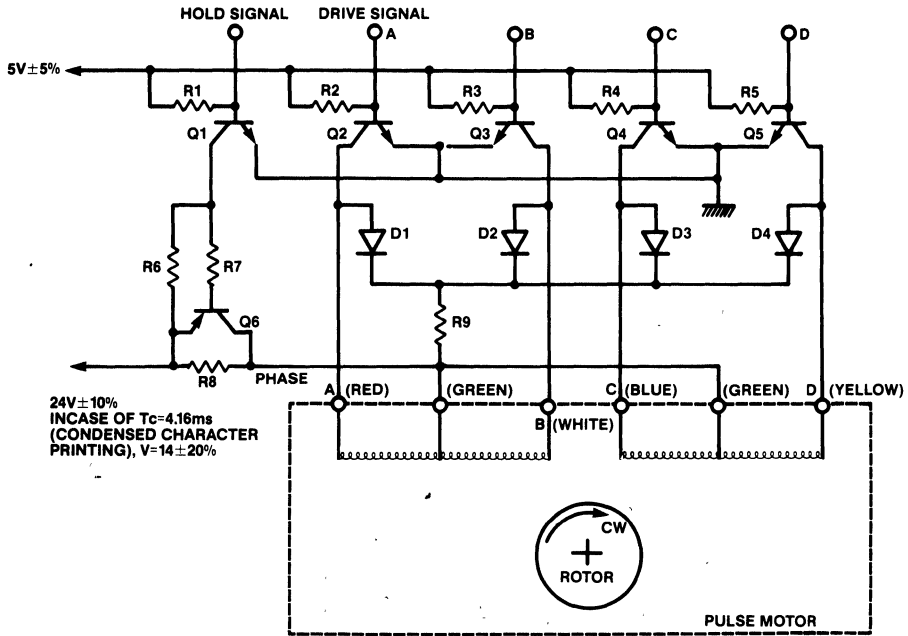 HOLD SIGNAL
DRIVE SIGNAL
A
B
C
D
5V±5%
R1
R2
R3
R4
R5
Q1
Q2
Q3
Q4
Q5
D1
D2
D3
D4
R6
R7
Q6
R9
R8
PHASE
A (RED)
(GREEN)
B (WHITE)
C (BLUE)
(GREEN)
D (YELLOW)
24V±10%
INCASE OF Tc=4.16ms
(CONDENSED CHARACTER
PRINTING), V=14±20%
CW
ROTOR
PULSE MOTOR